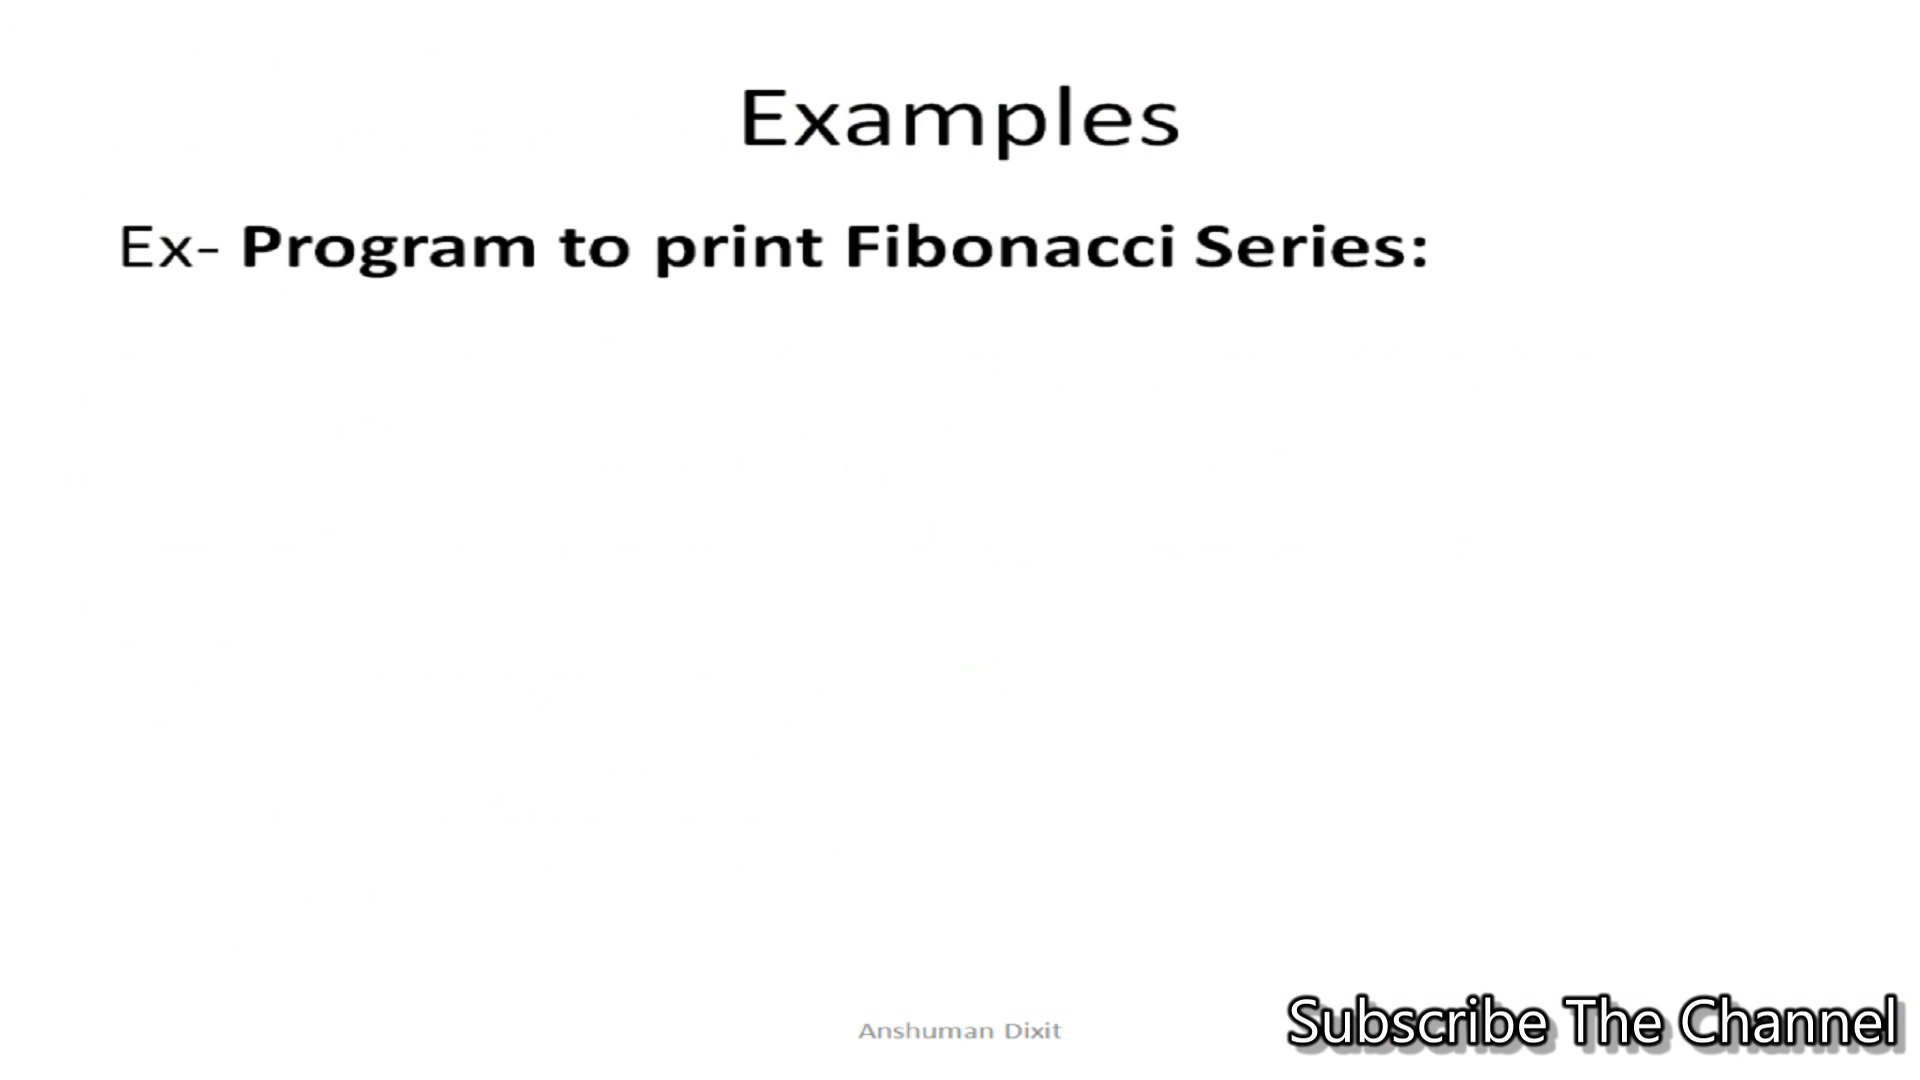 Examples
Ex- Program to print Fibonacci Series:
Anshuman Dixit
Subscribe The Channel